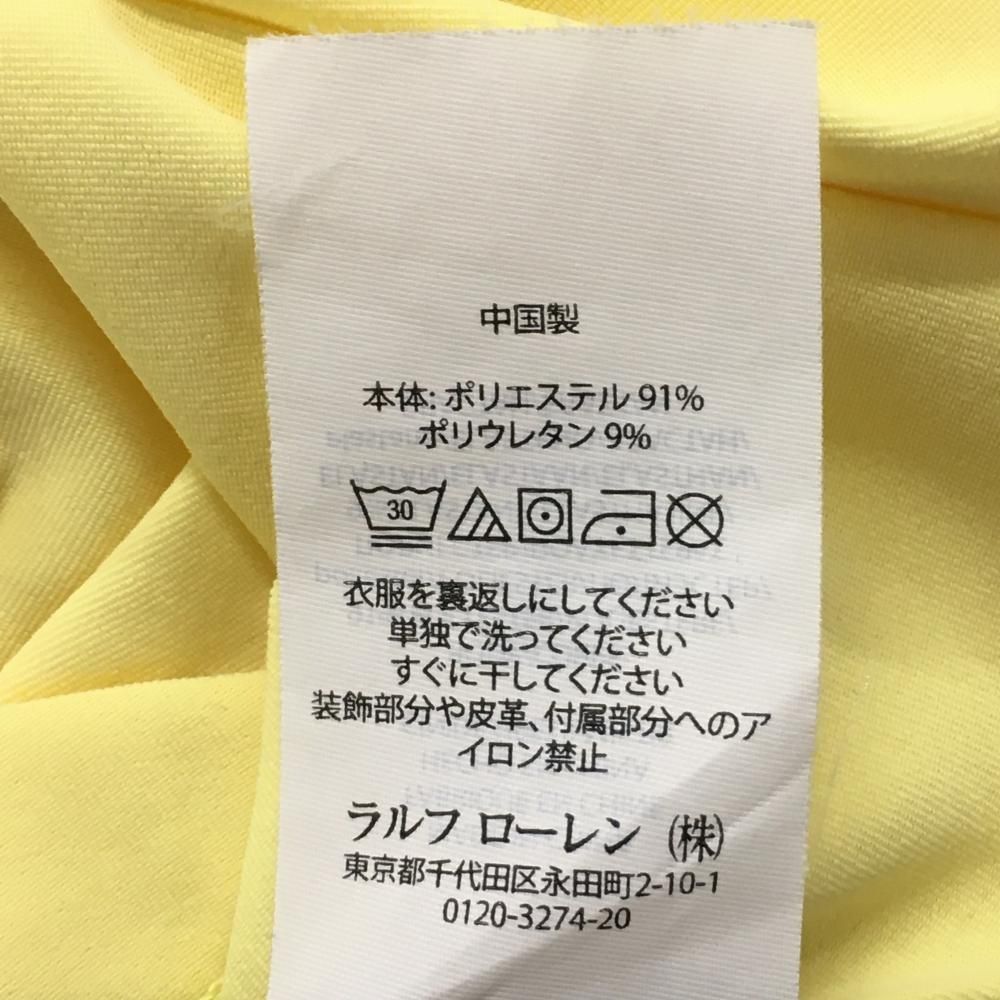 中国製
本体: ポリエステル 91%
ポリウレタン 9%
30
衣服を裏返しにしてください
単独で洗ってください
すぐに干してください
装飾部分や皮革、付属部分へのア
イロン禁止
ラルフ ローレン (株)
東京都千代田区永田町2-10-1
0120-3274-20